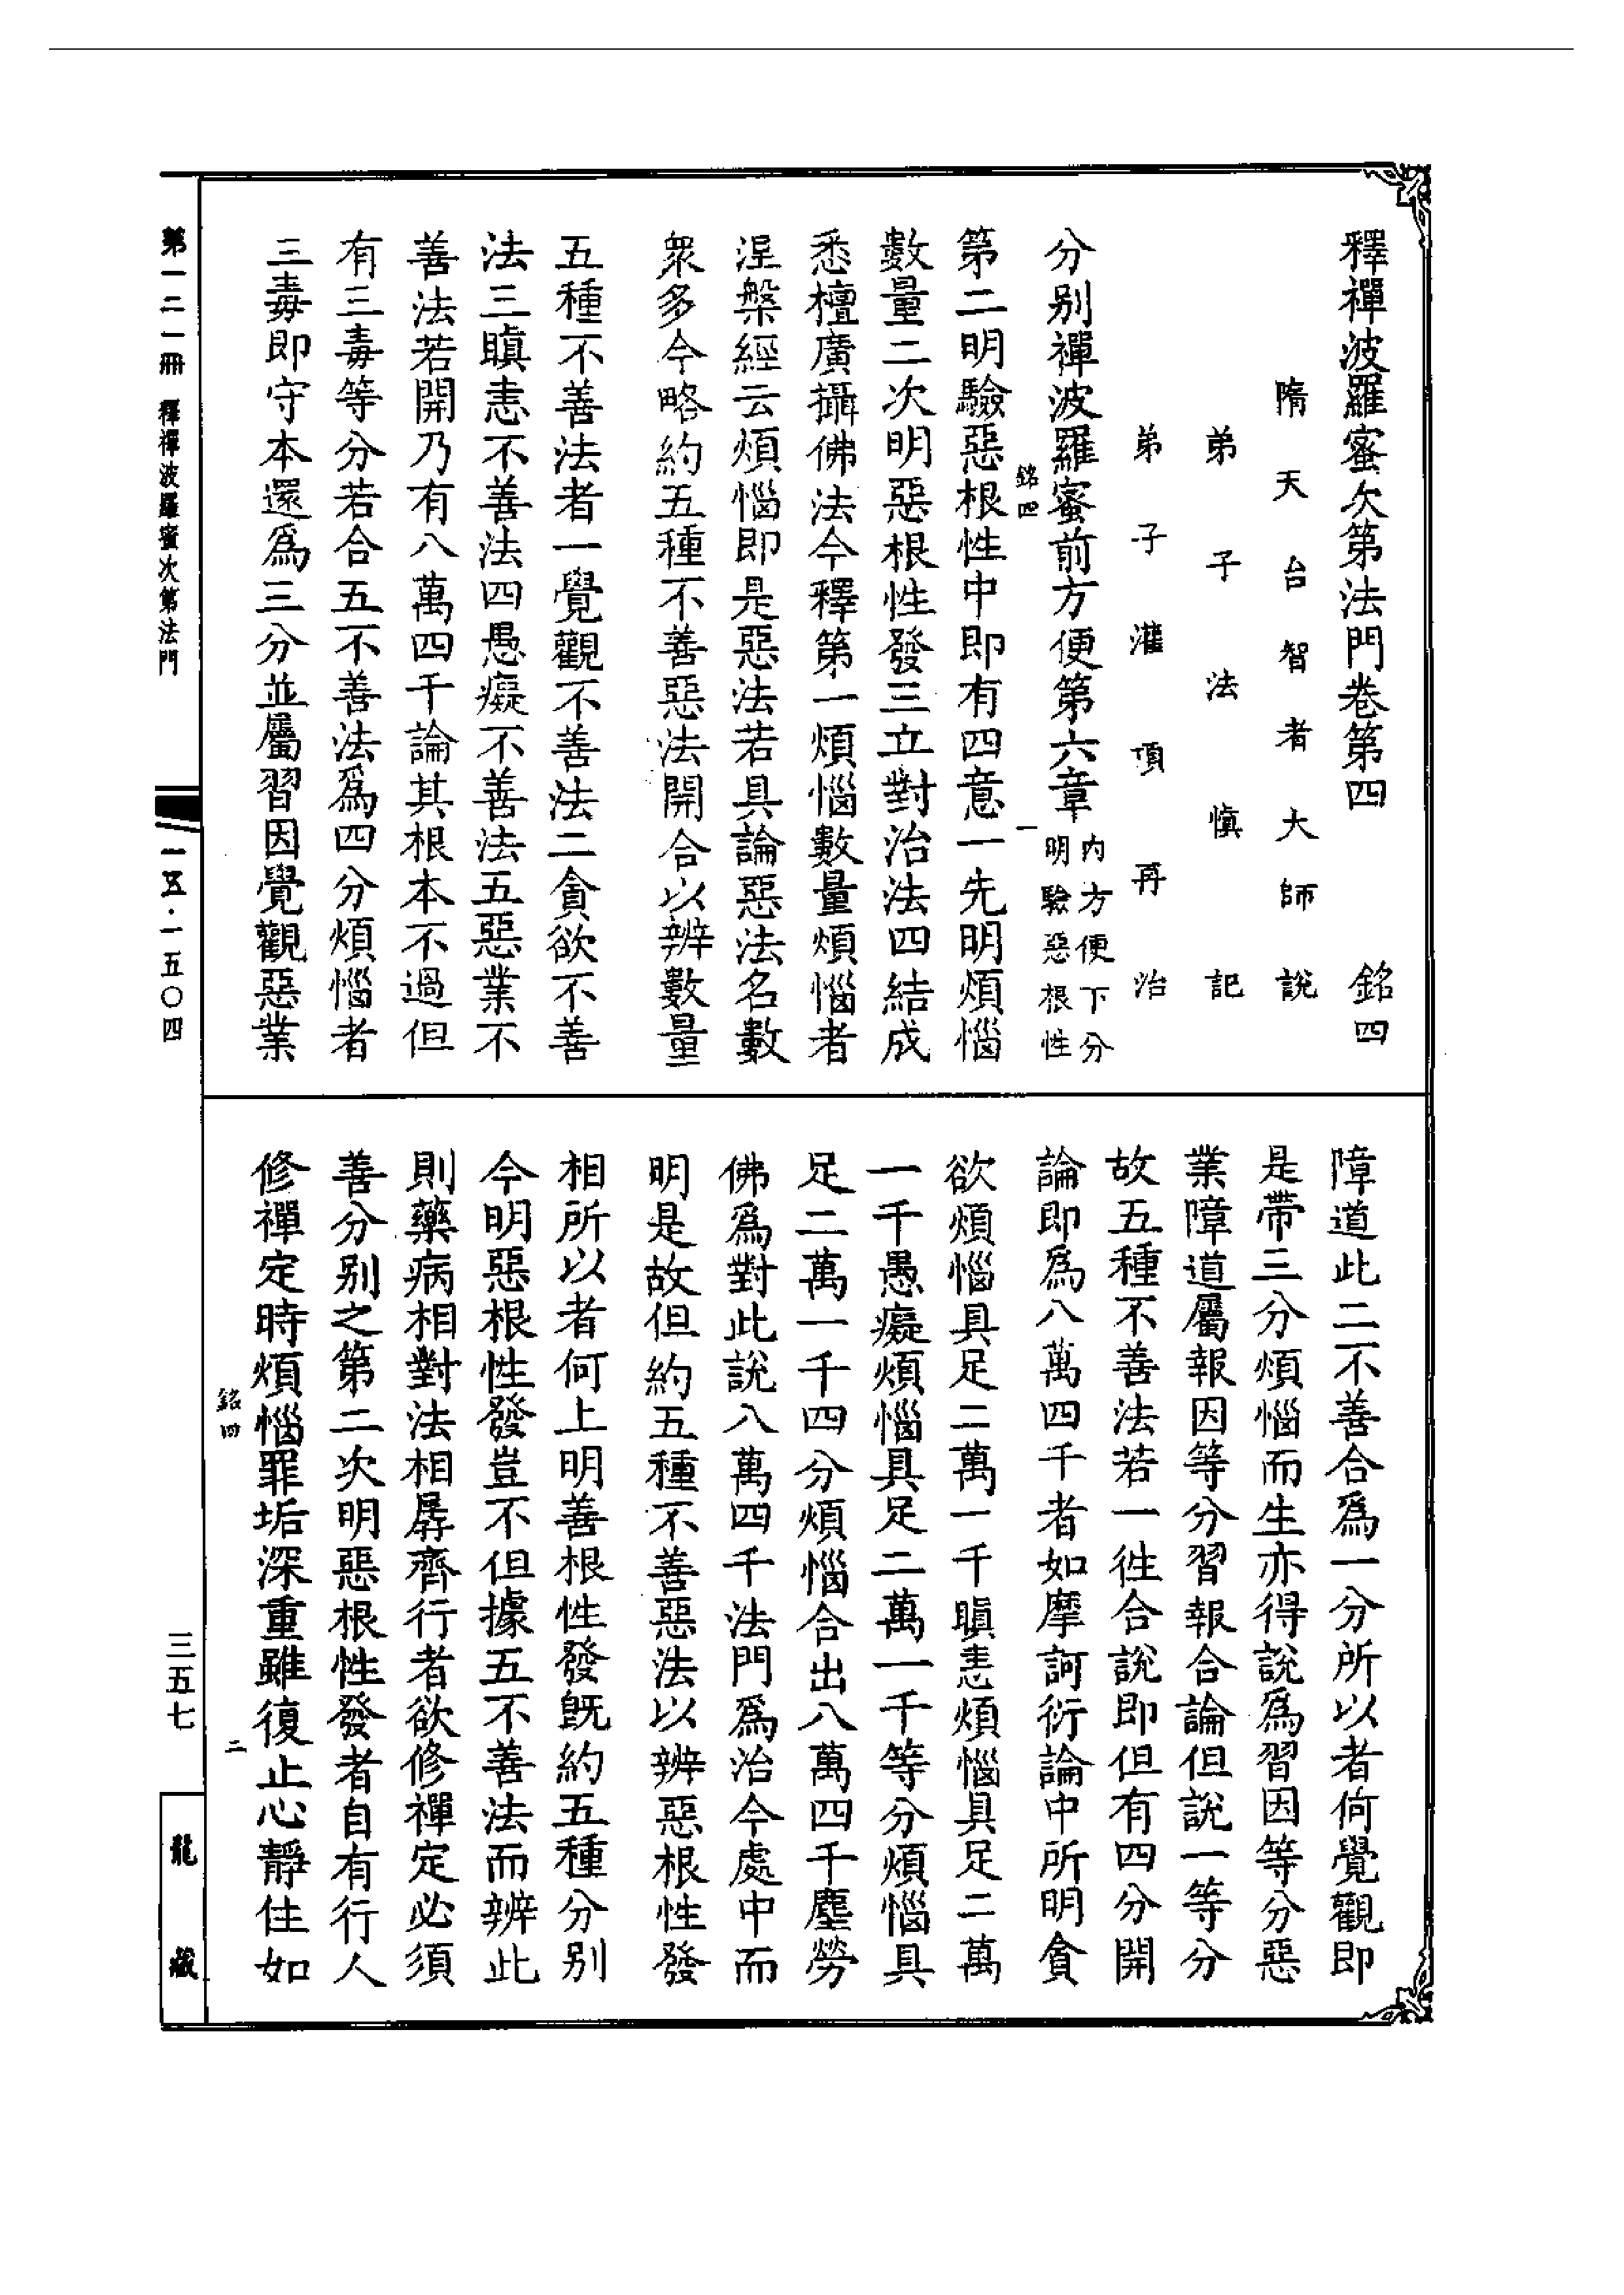 釋禪波羅蜜次第法門卷第四　銘四
隋天台智者大師說
弟子法慎記
弟子灌頂再治
分別禪波羅蜜前方便第六章
內方便下分
明驗惡根性
銘四
一
第二明驗惡根性中即有四意一先明煩惱
數量二次明惡根性發三立對治法四結成
悉檀廣攝佛法今釋第一煩惱數量煩惱者
涅槃經云煩惱即是惡法若具論惡法名數
衆多今略約五種不善惡法開合以辨數量
五種不善法者一覺觀不善法二貪欲不善
法三瞋恚不善法四愚癡不善法五惡業不
善法若開乃有八萬四千論其根本不過但
有三毒等分若合五不善法爲四分煩惱者
三毒即守本還爲三分並屬習因覺觀惡業
障道此二不善合爲一分所以者何覺觀即
是帶三分煩惱而生亦得說爲習因等分惡
業障道屬報因等分習報合論但說一等分
故五種不善法若一往合說即但有四分開
論即爲八萬四千者如摩訶衍論中所明貪
欲煩惱具足二萬一千瞋恚煩惱具足二萬
一千愚癡煩惱具足二萬一千等分煩惱具
足二萬一千四分煩惱合出八萬四千塵勞
佛爲對此說八萬四千法門爲治今處中而
明是故但約五種不善惡法以辨惡根性發
相所以者何上明善根性發旣約五種分別
今明惡根性發豈不但據五不善法而辨此
則藥病相對法相孱齊行者欲修禪定必須
善分別之第二次明惡根性發者自有行人
修禪定時煩惱罪垢深重雖復止心靜住如
銘四
二
第一二一冊　釋禪波羅蜜次第法門
一五·一五〇四
三五七
龍藏